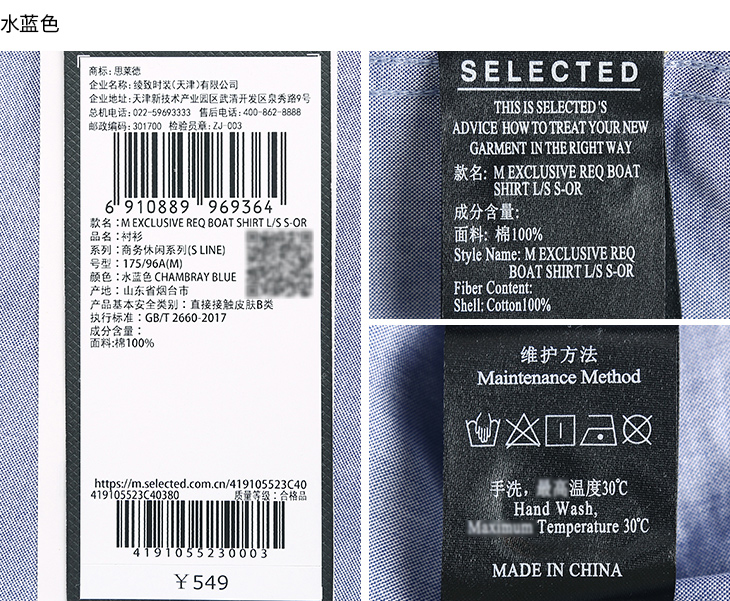 水蓝色
商标: 思莱德
企业名称: 绫致时装(天津)有限公司
企业地址: 天津新技术产业园区武清开发区泉秀路9号
总机电话: 022-59693333 售后电话: 400-862-8888
邮政编码: 301700 检验员章: ZJ-003
6 910889 969364
款名: M EXCLUSIVE REQ BOAT SHIRT L/S S-OR
品名: 衬衫
系列: 商务休闲系列(S LINE)
号型: 175/96A(M)
颜色: 水蓝色 CHAMBRAY BLUE
产地: 山东省烟台市
产品基本安全类别: 直接接触皮肤B类
执行标准: GB/T 2660-2017
成分含量:
面料:棉100%
https://m.selected.com.cn/419105523C40
419105523C40380 质量等级: 合格品
4191055230003
￥549
SELECTED
THIS IS SELECTED'S
ADVICE HOW TO TREAT YOUR NEW
GARMENT IN THE RIGHT WAY
款名: M EXCLUSIVE REQ BOAT
SHIRT L/S S-OR
成分含量:
面料: 棉100%
Style Name: M EXCLUSIVE REQ
BOAT SHIRT L/S S-OR
Fiber Content:
Shell: Cotton100%
维护方法
Maintenance Method
手洗, 最高温度30℃
Hand Wash,
Maximum Temperature 30℃
MADE IN CHINA